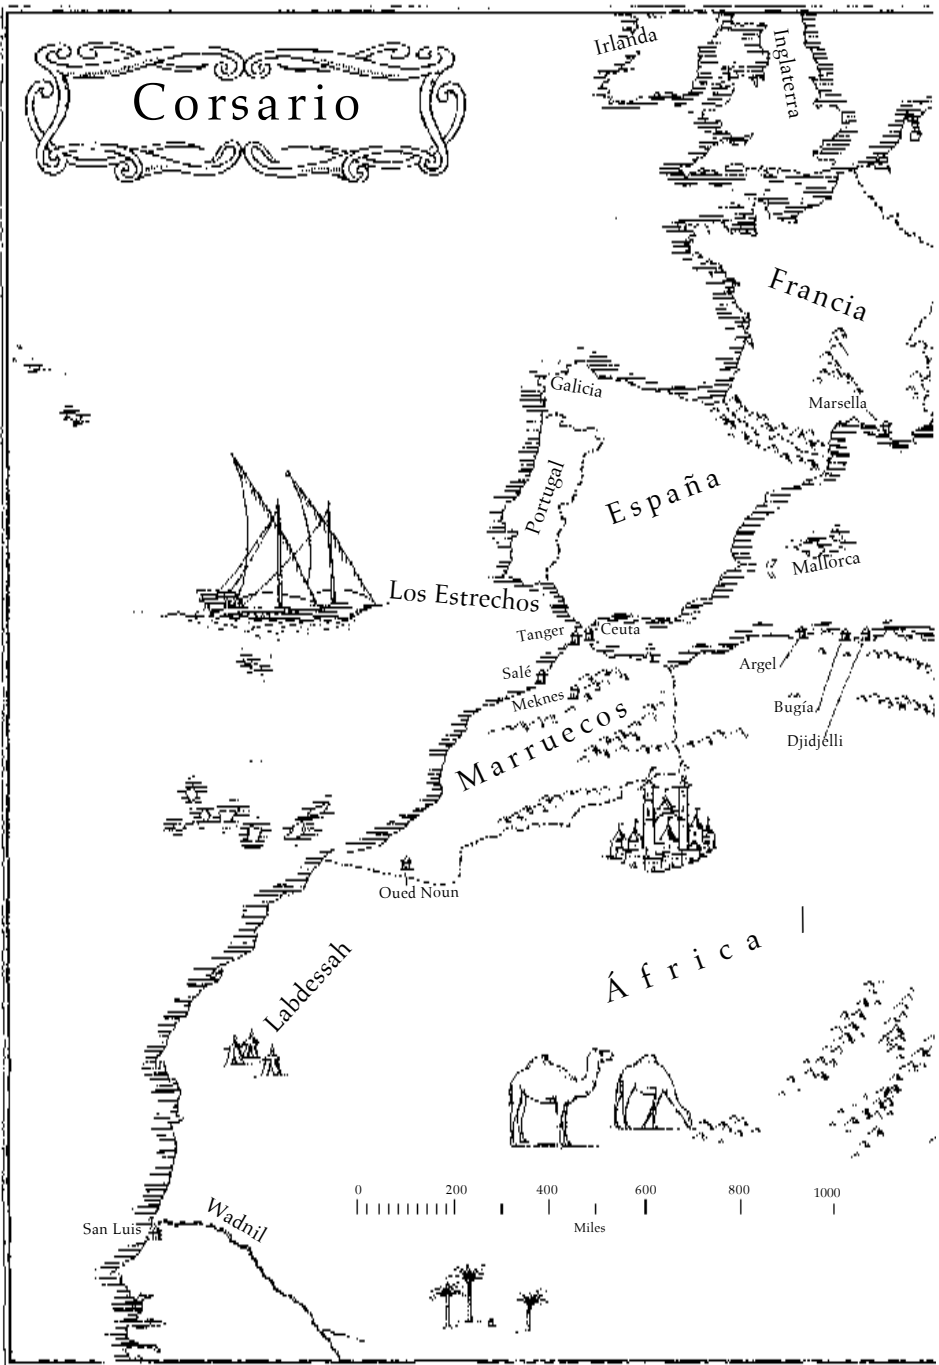 Corsario
Irlanda
Inglaterra
Francia
Marsella
Galicia
Portugal
España
Mallorca
Los Estrechos
Tanger
Ceuta
Salé
Meknes
Argel
Bugía
Djidjelli
Marruecos
Oued Noun
Labdessah
África
0 200 400 600 800 1000
Miles
San Luis
Wadnil